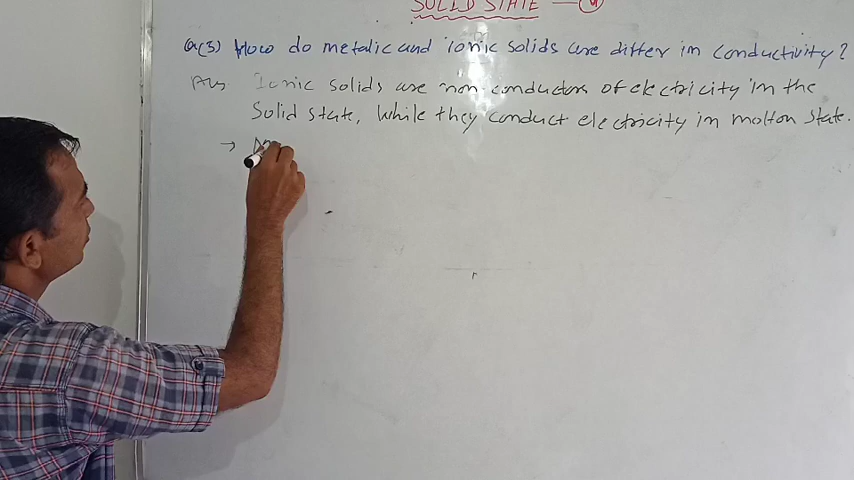 SOLID STATE
Q(3) How do metalic and ionic solids are differ in conductivity?
Ans Ionic solids are non conductors of electricity in the
Solid state, While they conduct electricity in molton state.
→